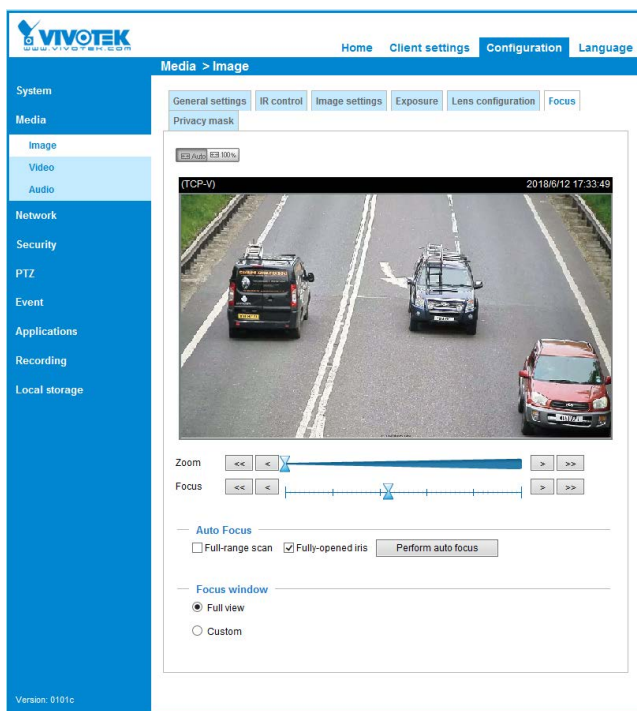 VIVOTEK
www.vivotek.com
Home Client settings Configuration Language
Media > Image
System
Media
Image
Video
Audio
Network
Security
PTZ
Event
Applications
Recording
Local storage
Version: 0101c
General settings IR control Image settings Exposure Lens configuration Focus
Privacy mask
Auto 100%
(TCP-V) 2018/6/12 17:33:49
Zoom << < > >>
Focus << < > >>
Auto Focus
Full-range scan Fully-opened iris Perform auto focus
Focus window
Full view
Custom